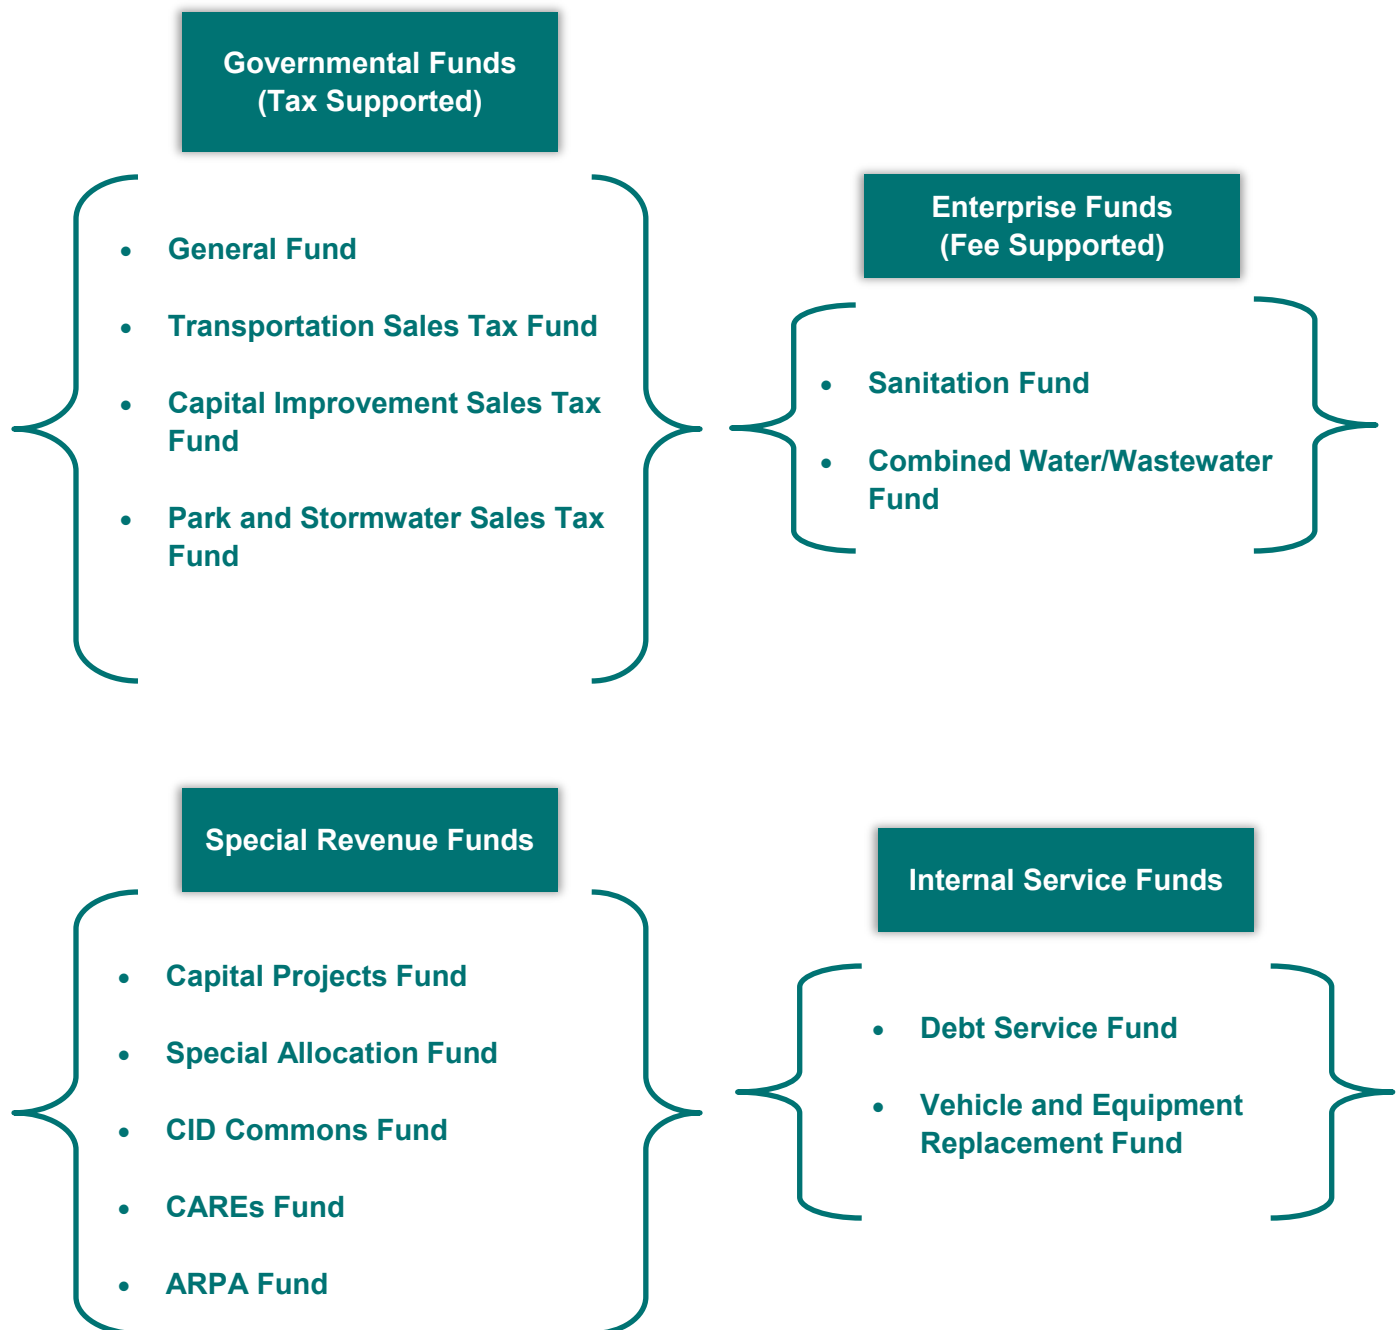 Governmental Funds
(Tax Supported)
• General Fund
• Transportation Sales Tax Fund
• Capital Improvement Sales Tax
Fund
• Park and Stormwater Sales Tax
Fund
Enterprise Funds
(Fee Supported)
• Sanitation Fund
• Combined Water/Wastewater
Fund
Special Revenue Funds
• Capital Projects Fund
• Special Allocation Fund
• CID Commons Fund
• CAREs Fund
• ARPA Fund
Internal Service Funds
• Debt Service Fund
• Vehicle and Equipment
Replacement Fund